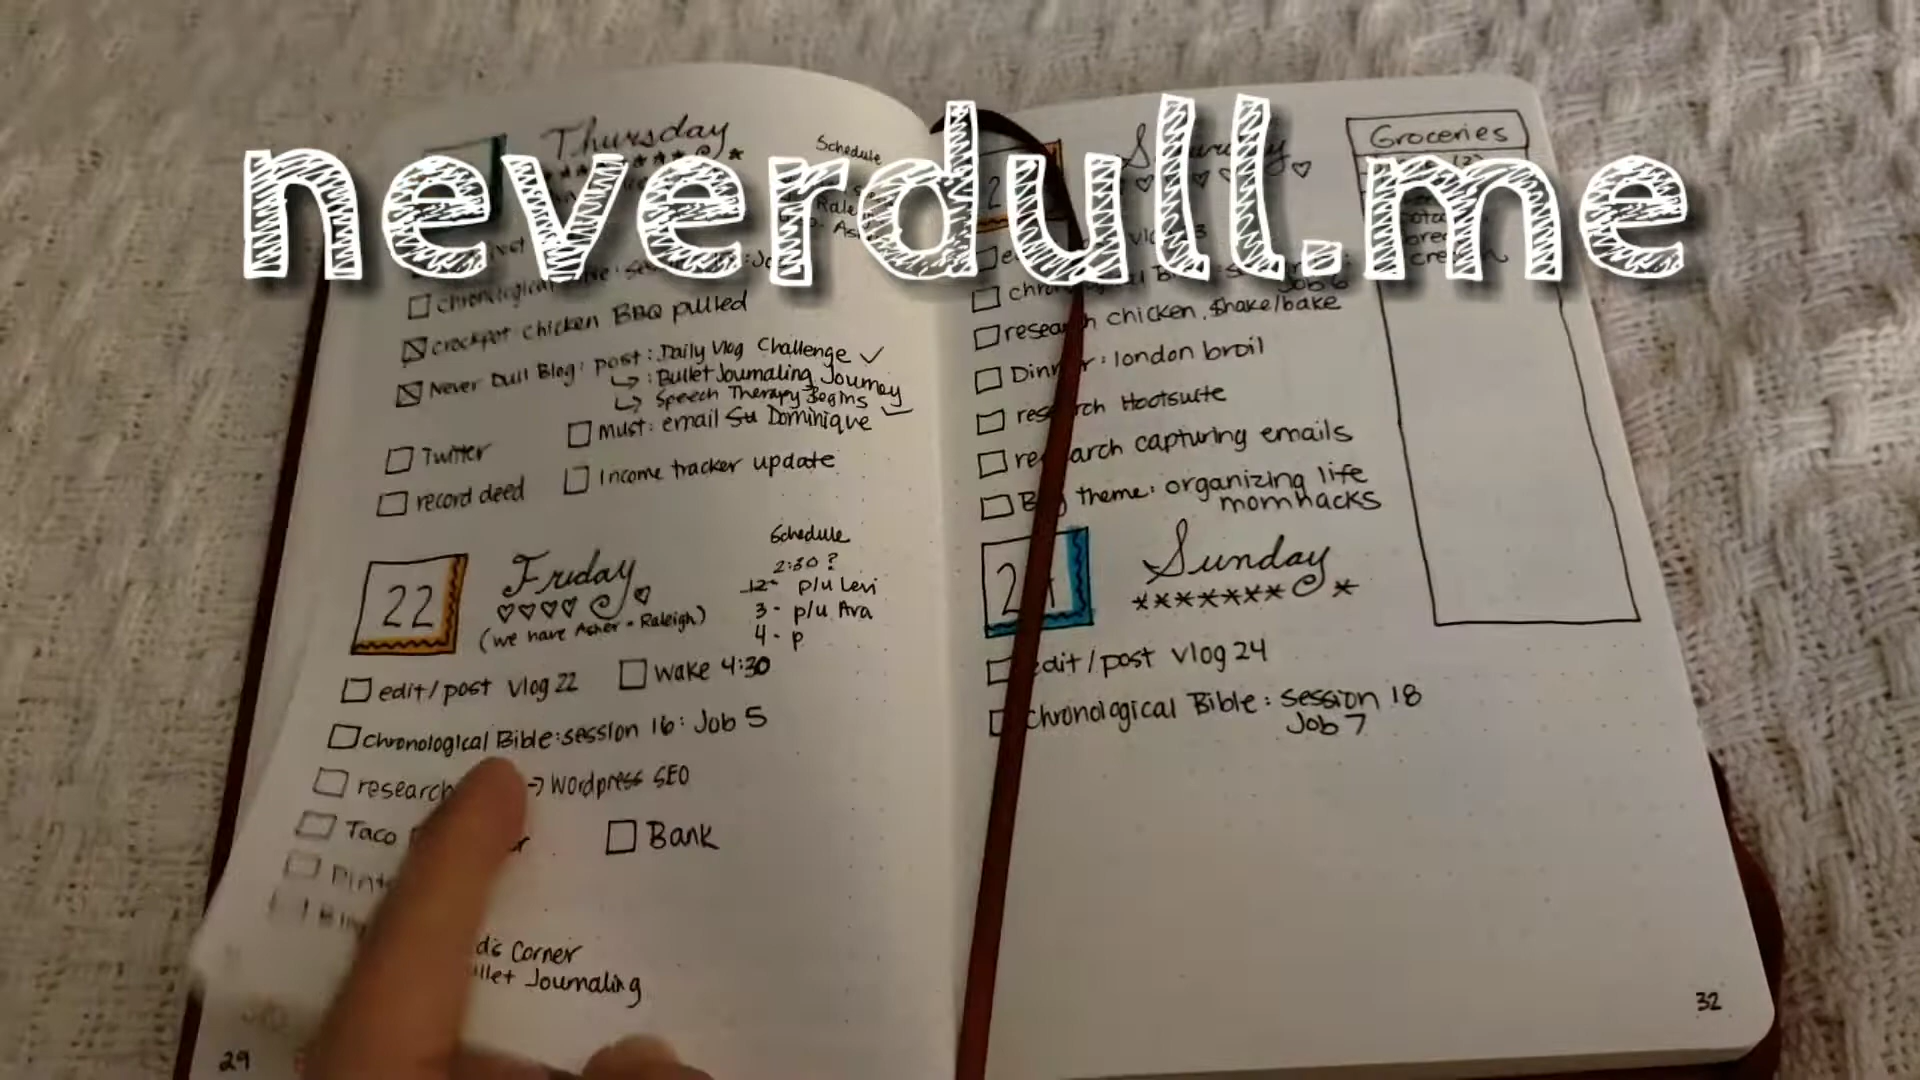 neverdull.me
Thursday
Schedule
chronological
crockpot chicken BBQ pulled
Never Dull Blog: post: Daily Vlog Challenge ✓
↳: Bullet Journaling Journey
↳ Speech Therapy Begins
Must: email Su Dominique
Twitter
Income tracker update
record deed
22
Friday
(we have Asher + Raleigh)
Schedule
2:30 ?
12- p/u Levi
3- p/u Ava
4- p
edit/post vlog 22
wake 4:30
Chronological Bible: session 16: Job 5
research
→ Wordpress SEO
Taco
Bank
Corner
Journaling
29
Groceries
Job 6
research chicken, shake/bake
Dinner: london broil
research Hootsuite
research capturing emails
theme: organizing life
momhacks
Sunday
edit/post vlog 24
Chronological Bible: session 18
Job 7
32